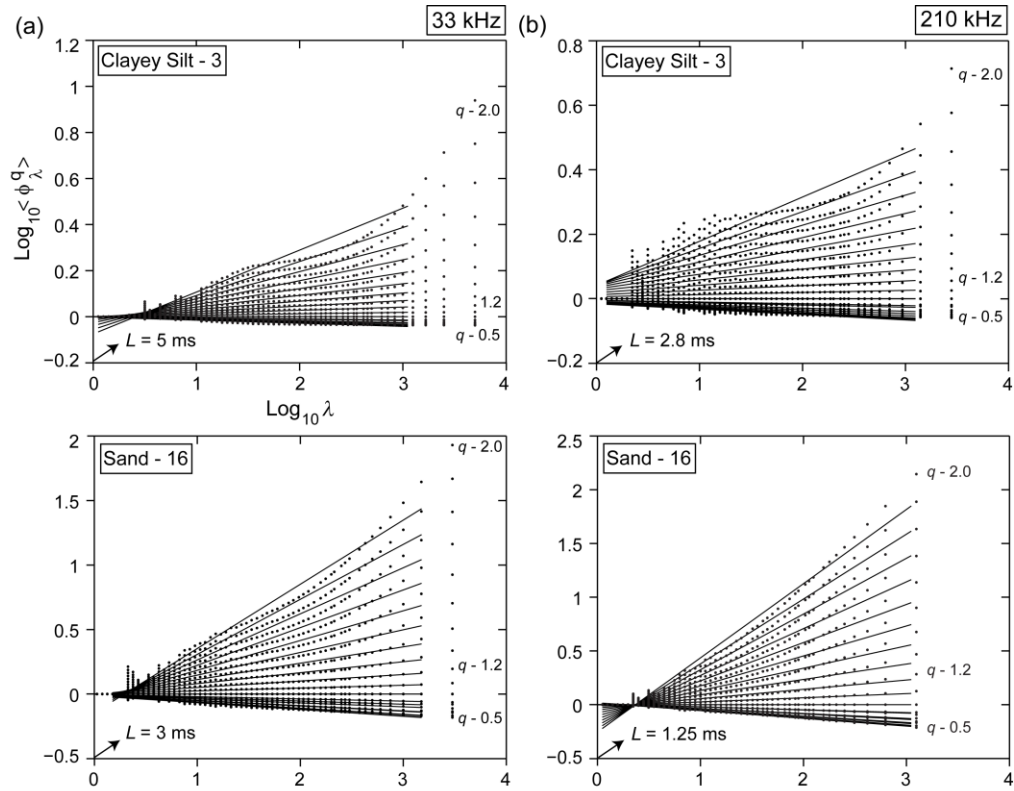 (a)
33 kHz
(b)
210 kHz
1.2
1
0.8
0.6
0.4
0.2
0
−0.2
Log10<ϕqλ>
Clayey Silt - 3
q - 2.0
1.2
q - 0.5
L = 5 ms
0
1
2
3
4
Log10 λ
0.8
0.6
0.4
0.2
0
−0.2
Clayey Silt - 3
q - 2.0
q - 1.2
q - 0.5
L = 2.8 ms
0
1
2
3
4
2
1.5
1
0.5
0
−0.5
Sand - 16
q - 2.0
q - 1.2
q - 0.5
L = 3 ms
0
1
2
3
4
2.5
2
1.5
1
0.5
0
−0.5
Sand - 16
q - 2.0
q - 1.2
q - 0.5
L = 1.25 ms
0
1
2
3
4